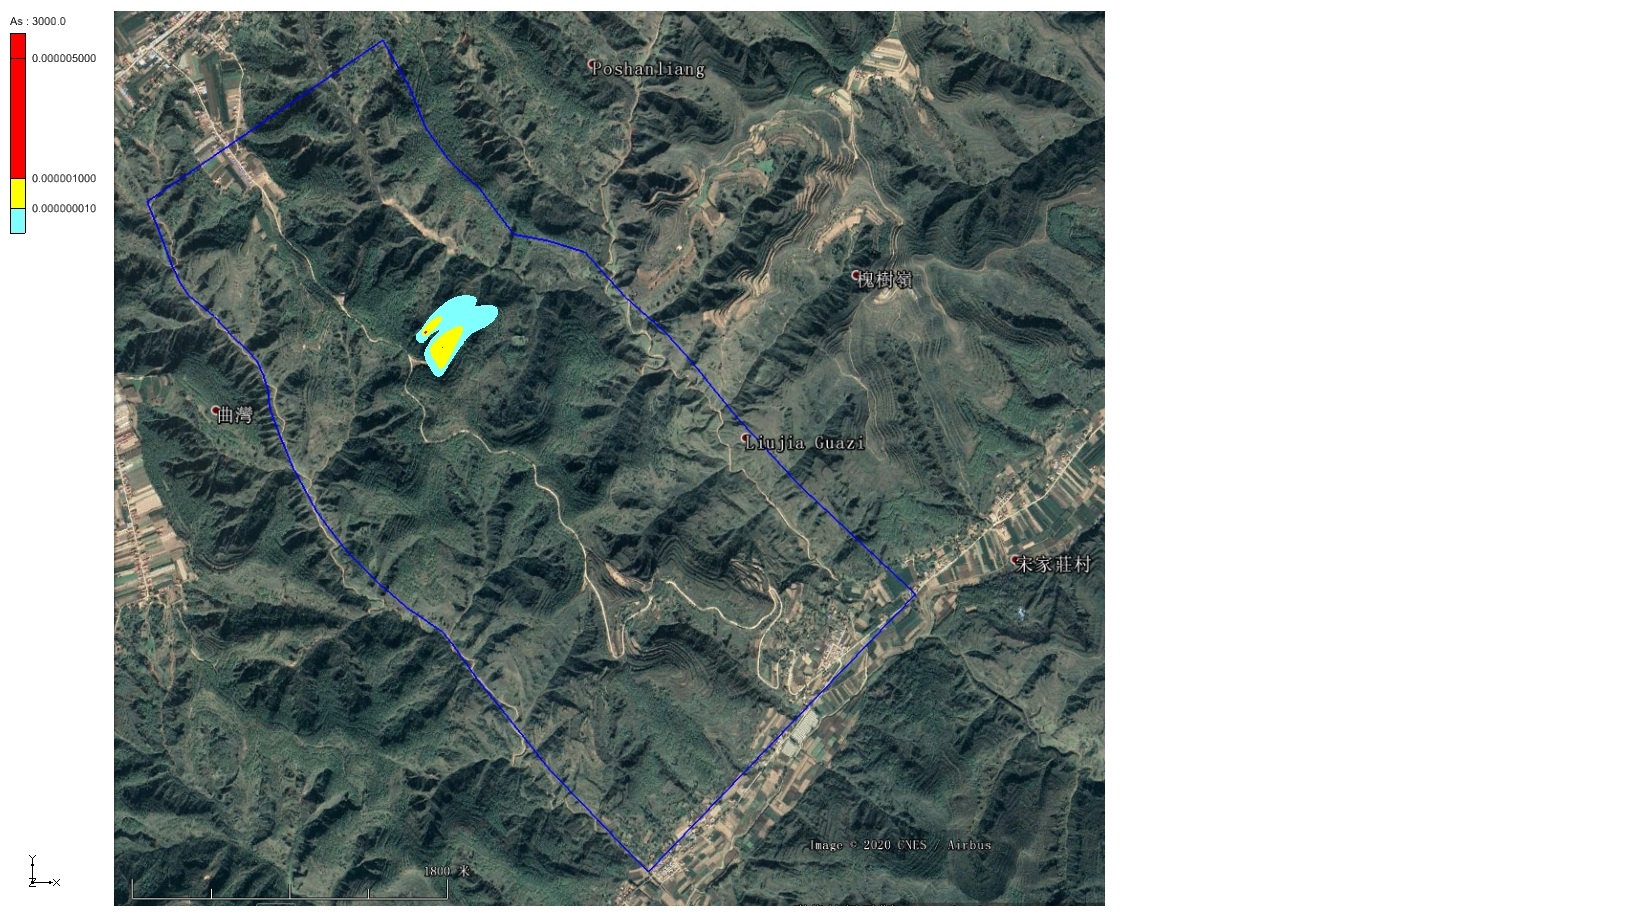 As : 3000.0
0.000005000
0.000001000
0.000000010
Poshanliang
槐樹嶺
曲灣
Liujia Guazi
宋家莊村
Image © 2020 CNES / Airbus
1800 米
Y
Z X